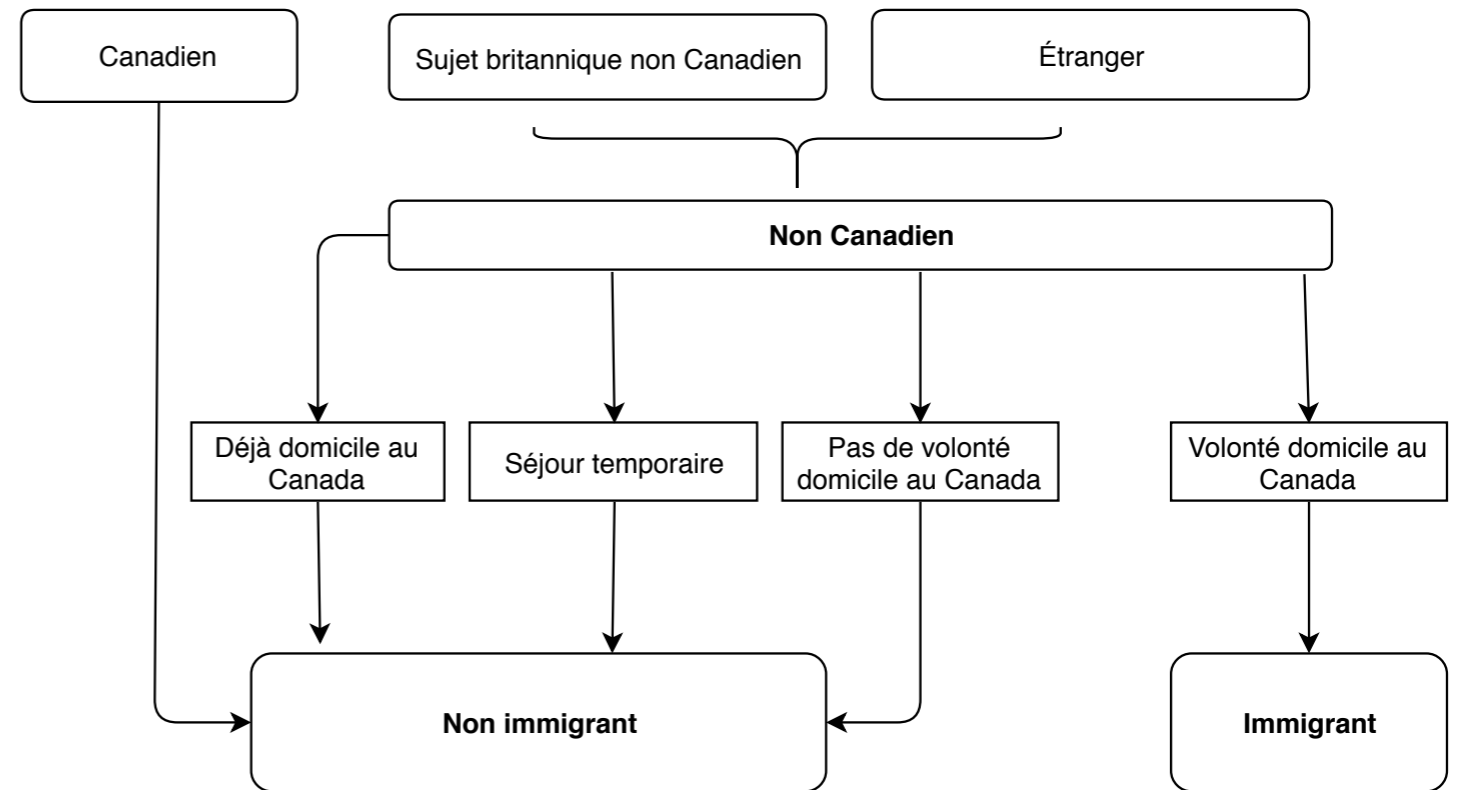 Canadien
Sujet britannique non Canadien
Étranger
Non Canadien
Déjà domicile au
Canada
Séjour temporaire
Pas de volonté
domicile au Canada
Volonté domicile au
Canada
Non immigrant
Immigrant